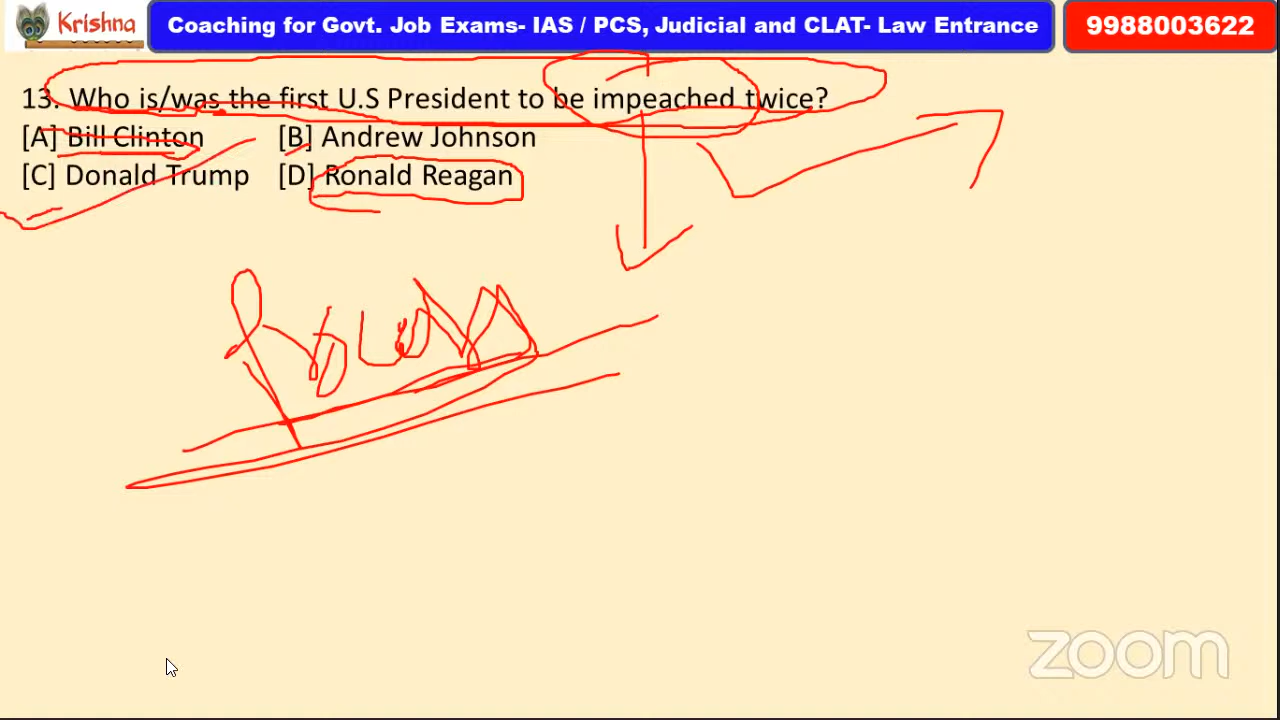 Krishna
Coaching for Govt. Job Exams- IAS / PCS, Judicial and CLAT- Law Entrance
9988003622
13. Who is/was the first U.S President to be impeached twice?
[A] Bill Clinton [B] Andrew Johnson
[C] Donald Trump [D] Ronald Reagan
zoom